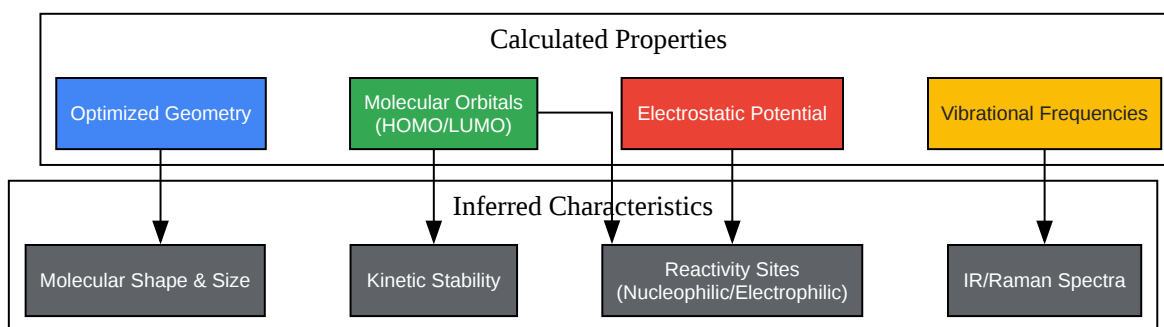 Calculated Properties
Optimized Geometry
Molecular Orbitals
(HOMO/LUMO)
Electrostatic Potential
Vibrational Frequencies
Inferred Characteristics
Molecular Shape & Size
Kinetic Stability
Reactivity Sites
(Nucleophilic/Electrophilic)
IR/Raman Spectra